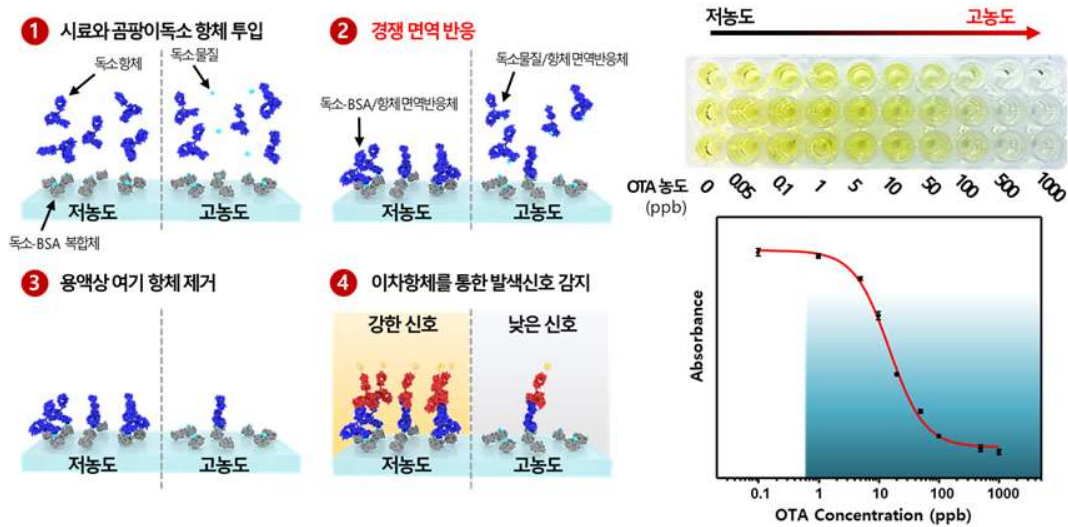 1 시료와 곰팡이독소 항체 투입
독소항체
독소물질
저농도
고농도
독소-BSA 복합체
2 경쟁 면역 반응
독소물질/항체 면역반응체
독소-BSA/항체 면역반응체
저농도
고농도
3 용액상 여기 항체 제거
저농도
고농도
4 이차항체를 통한 발색신호 감지
강한 신호
낮은 신호
저농도
고농도
저농도
고농도
OTA 농도 0 0.05 0.1 1 5 10 50 100 500 1000
(ppb)
Absorbance
0.1 1 10 100 1000
OTA Concentration (ppb)